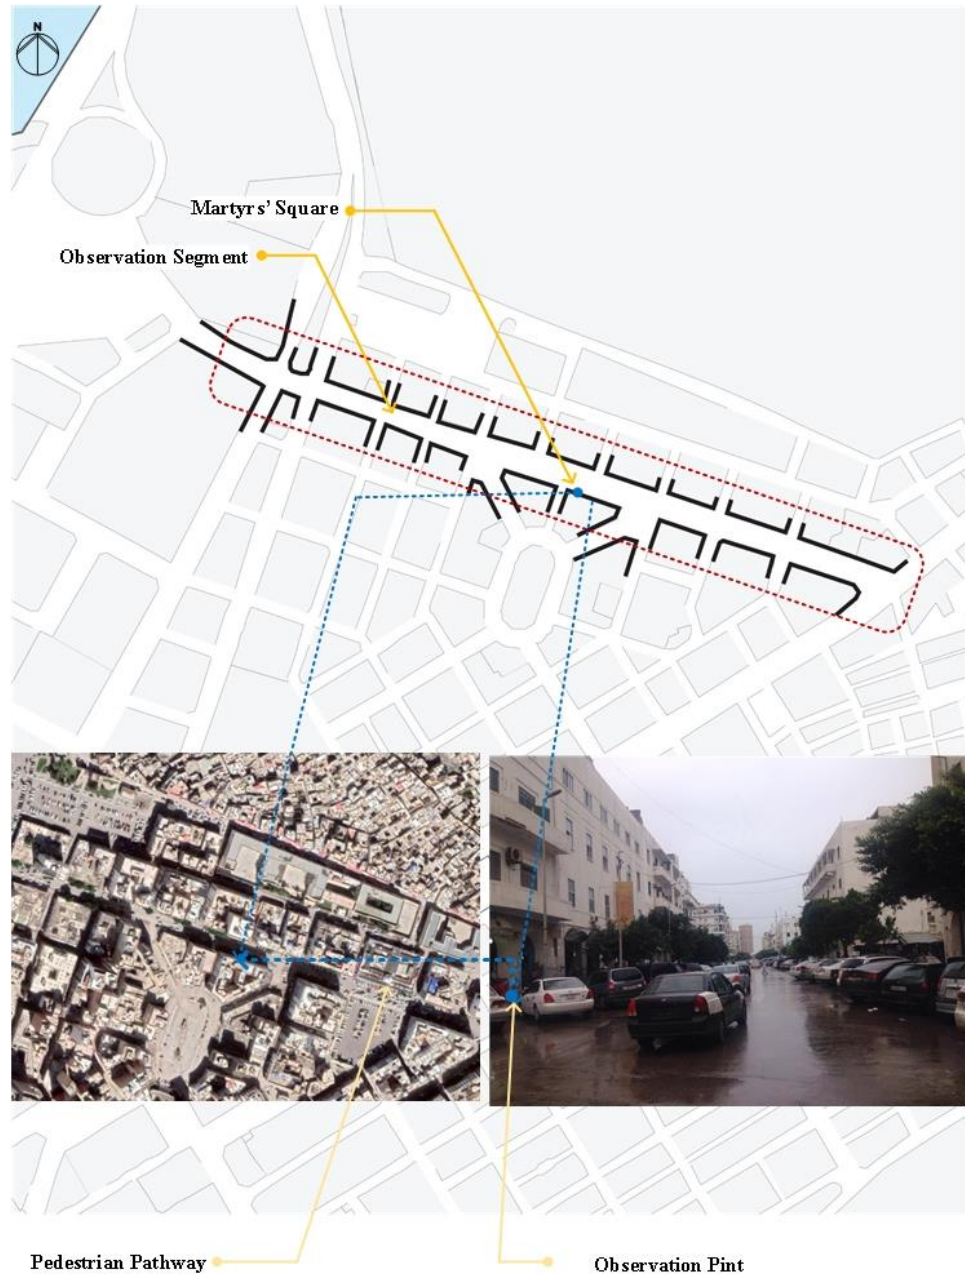 N
Martyrs' Square
Observation Segment
Pedestrian Pathway
Observation Pint